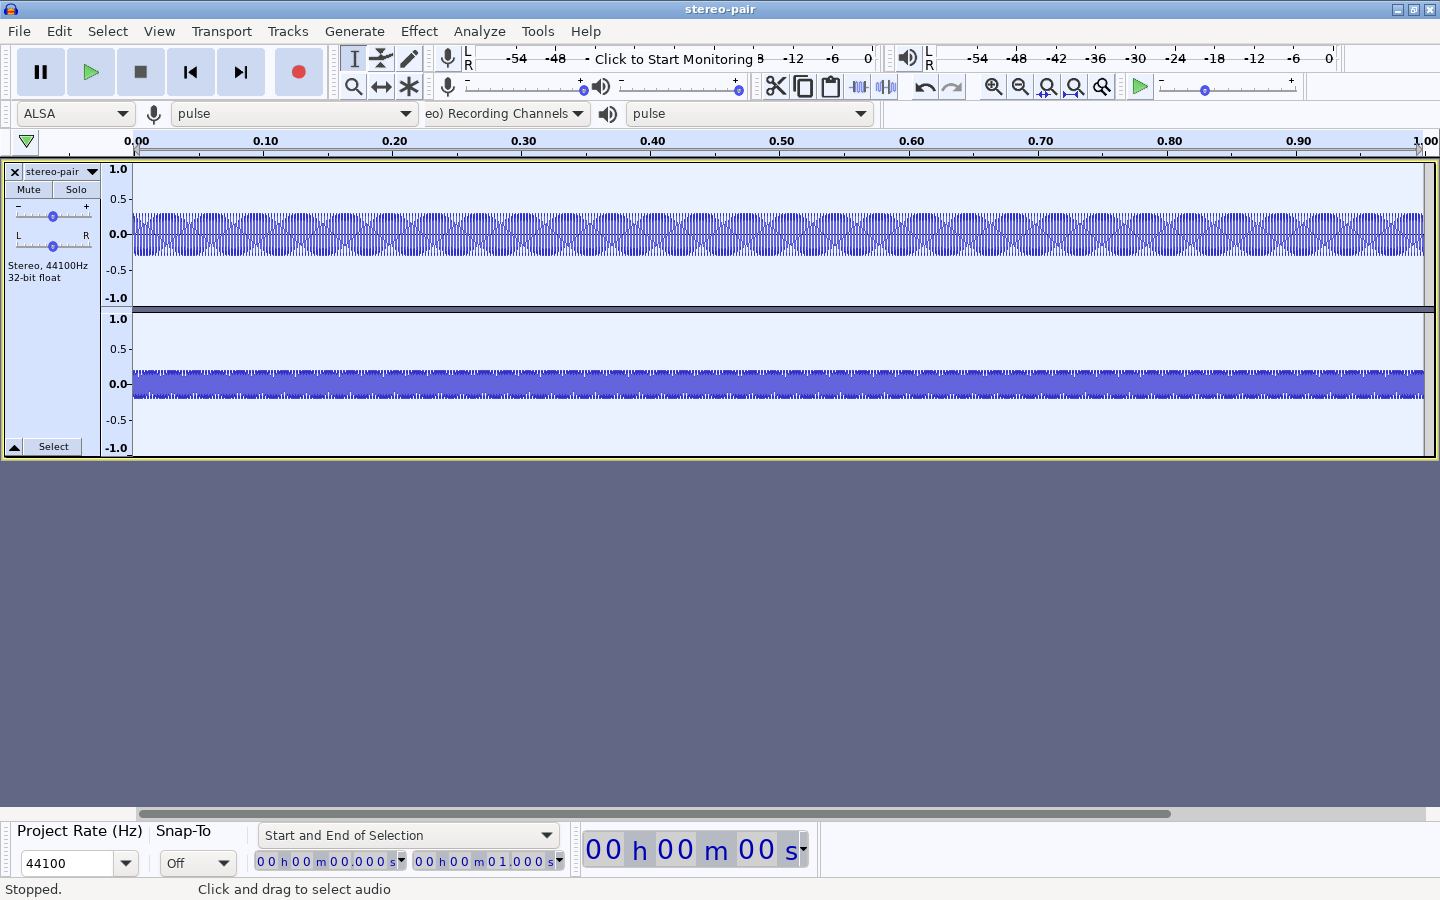 stereo-pair
File Edit Select View Transport Tracks Generate Effect Analyze Tools Help
L R -54 -48 - Click to Start Monitoring -12 -6 0
L R -54 -48 -42 -36 -30 -24 -18 -12 -6 0
ALSA pulse eo) Recording Channels pulse
0.00 0.10 0.20 0.30 0.40 0.50 0.60 0.70 0.80 0.90 1.00
stereo-pair
Mute Solo
- +
L R
Stereo, 44100Hz
32-bit float
Select
1.0
0.5
0.0
-0.5
-1.0
1.0
0.5
0.0
-0.5
-1.0
Project Rate (Hz) Snap-To Start and End of Selection
44100 Off 00 h 00 m 00.000 s 00 h 00 m 01.000 s
00 h 00 m 00 s
Stopped. Click and drag to select audio